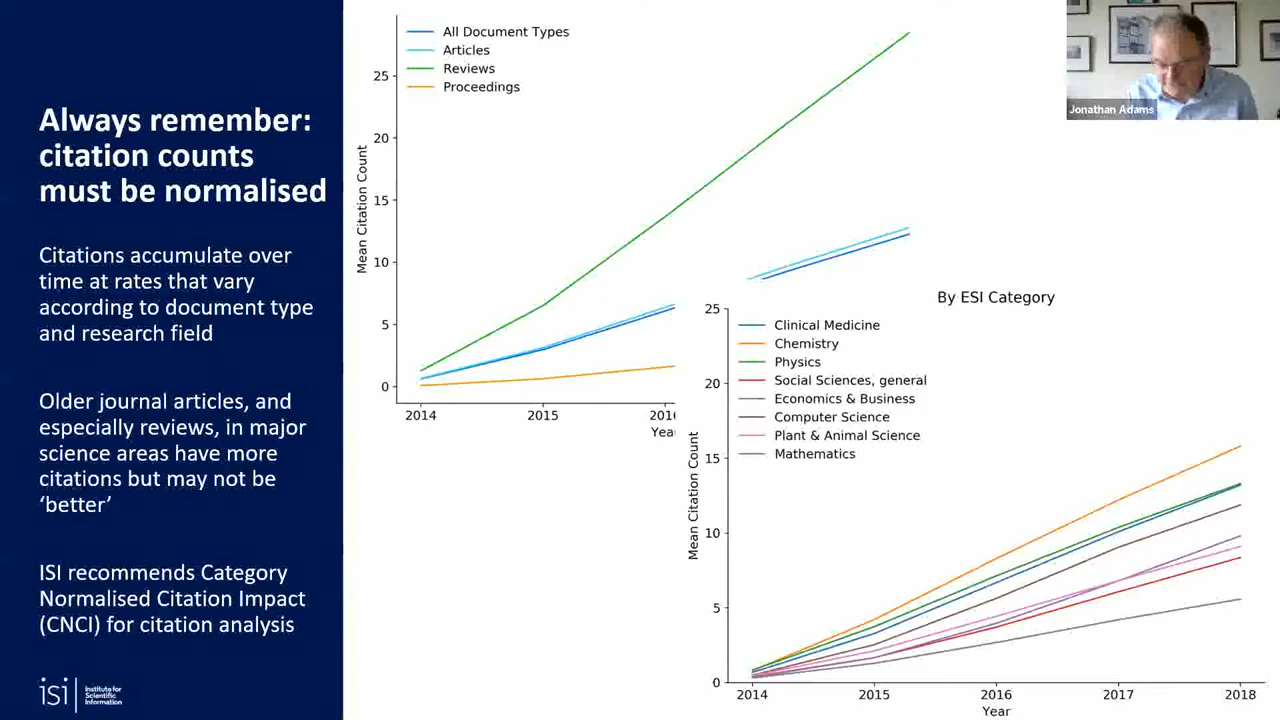 Always remember:
citation counts
must be normalised
Citations accumulate over
time at rates that vary
according to document type
and research field
Older journal articles, and
especially reviews, in major
science areas have more
citations but may not be
‘better’
ISI recommends Category
Normalised Citation Impact
(CNCI) for citation analysis
isi
Institute for
Scientific
Information
All Document Types
Articles
Reviews
Proceedings
Mean Citation Count
25
20
15
10
5
0
2014
2015
2016
Yea
By ESI Category
Clinical Medicine
Chemistry
Physics
Social Sciences, general
Economics & Business
Computer Science
Plant & Animal Science
Mathematics
Mean Citation Count
25
20
15
10
5
0
2014
2015
2016
2017
2018
Year
Jonathan Adams